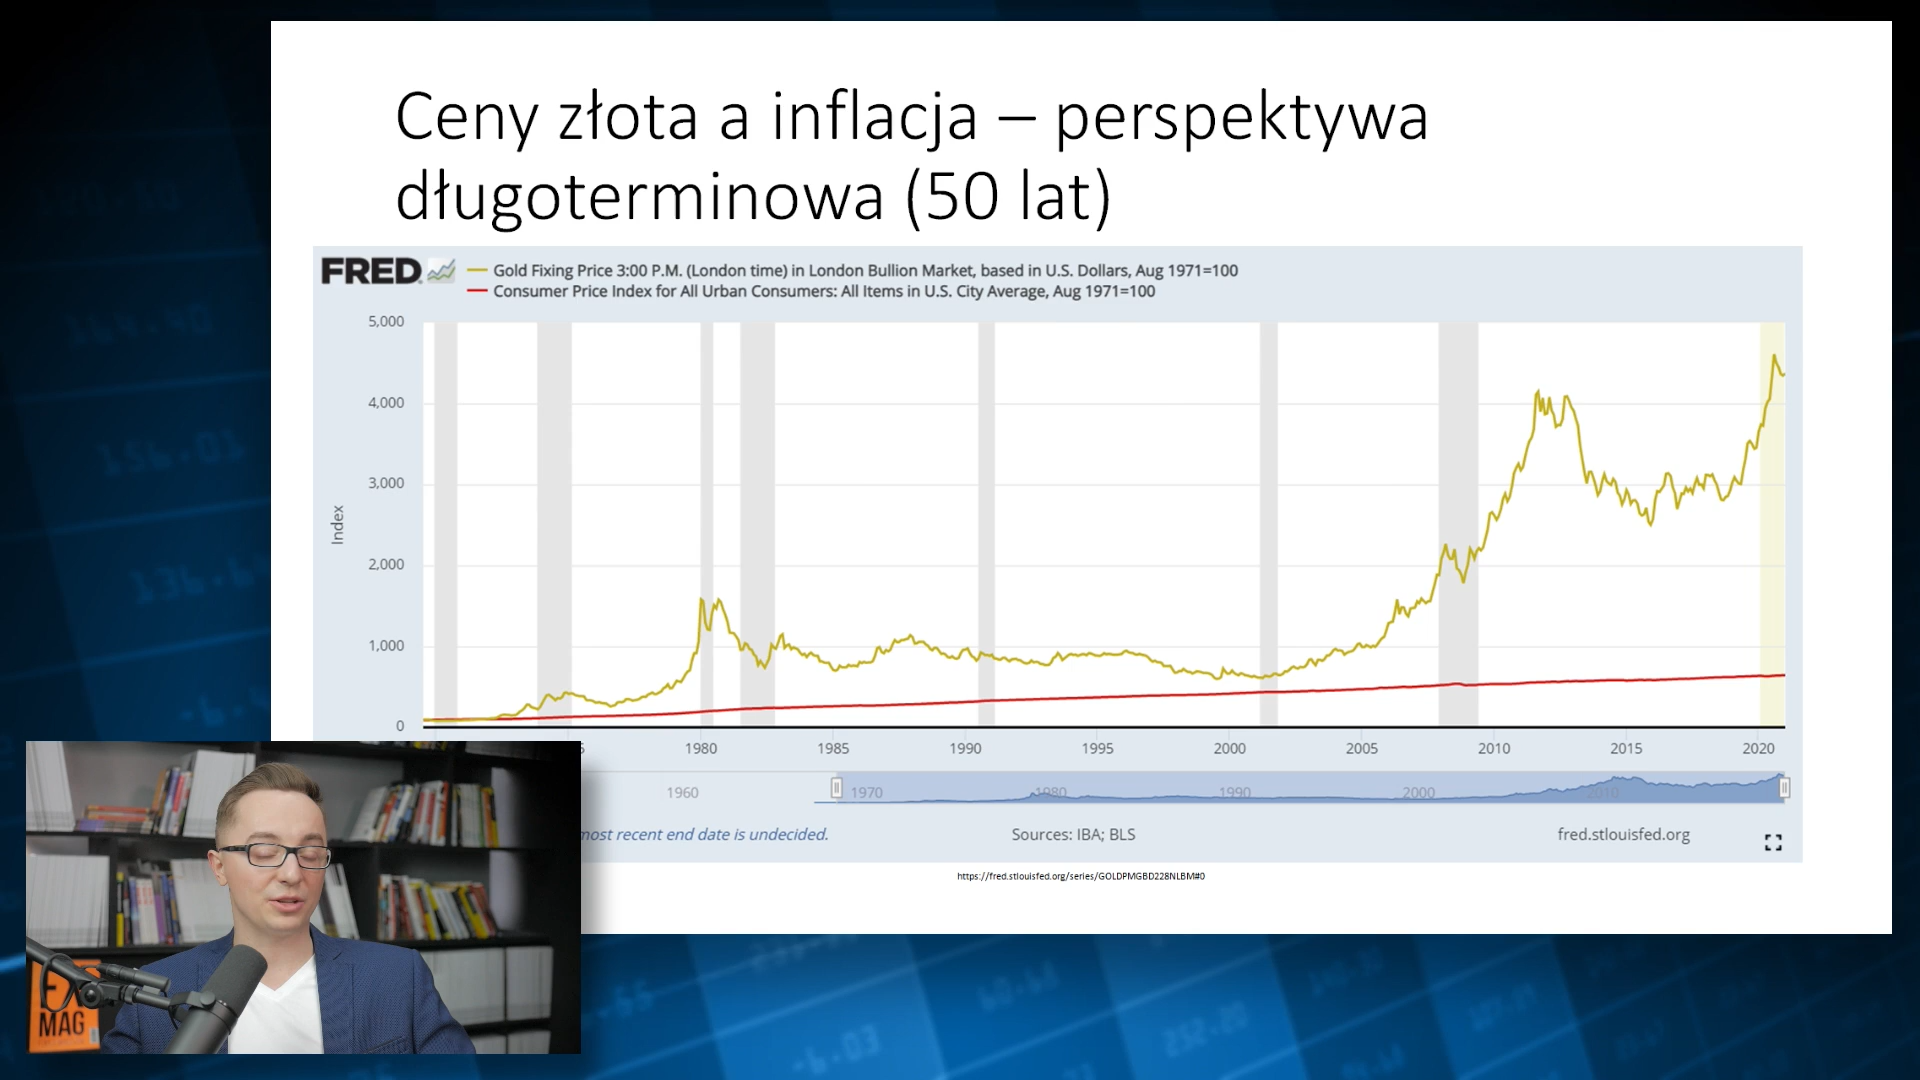 Ceny złota a inflacja – perspektywa
długoterminowa (50 lat)
FRED
Gold Fixing Price 3:00 P.M. (London time) in London Bullion Market, based in U.S. Dollars, Aug 1971=100
Consumer Price Index for All Urban Consumers: All Items in U.S. City Average, Aug 1971=100
5,000
4,000
3,000
2,000
1,000
0
Index
1980 1985 1990 1995 2000 2005 2010 2015 2020
1960 1970 1980 1990 2000 2010
most recent end date is undecided.
Sources: IBA; BLS
fred.stlouisfed.org
https://fred.stlouisfed.org/series/GOLDPMGBD228NLBM#0
MAG